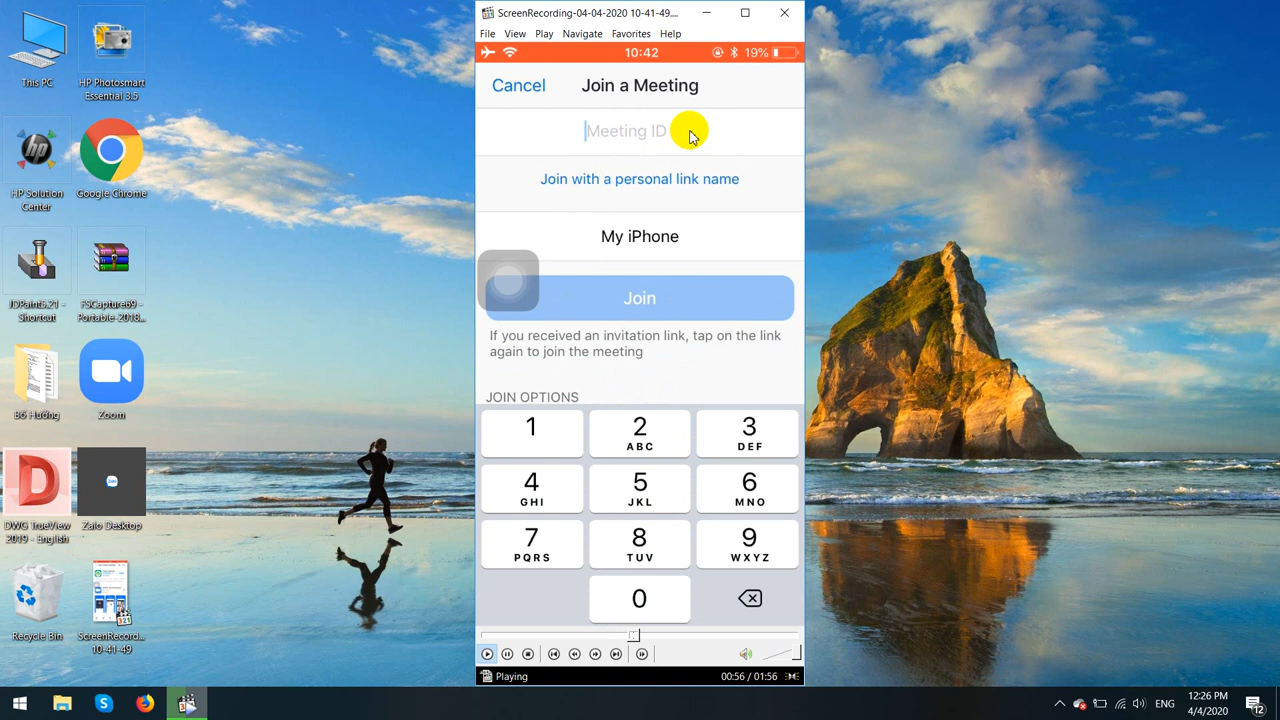 This PC
HP Photosmart
Essential 3.5
HP Solution
Center
Google Chrome
JDPaint5.21 -
Shortcut
FSCapture69 -
Portable-2018...
Bố Hường
Zoom
DWG TrueView
2019 - English
Zalo Desktop
Recycle Bin
ScreenRecord...
10-41-49
ScreenRecording-04-04-2020 10-41-49....
File View Play Navigate Favorites Help
10:42 19%
Cancel Join a Meeting
Meeting ID
Join with a personal link name
My iPhone
Join
If you received an invitation link, tap on the link
again to join the meeting
JOIN OPTIONS
1 2 3
ABC DEF
4 5 6
GHI JKL MNO
7 8 9
PQRS TUV WXYZ
0
Playing 00:56 / 01:56
ENG
12:26 PM
4/4/2020
12